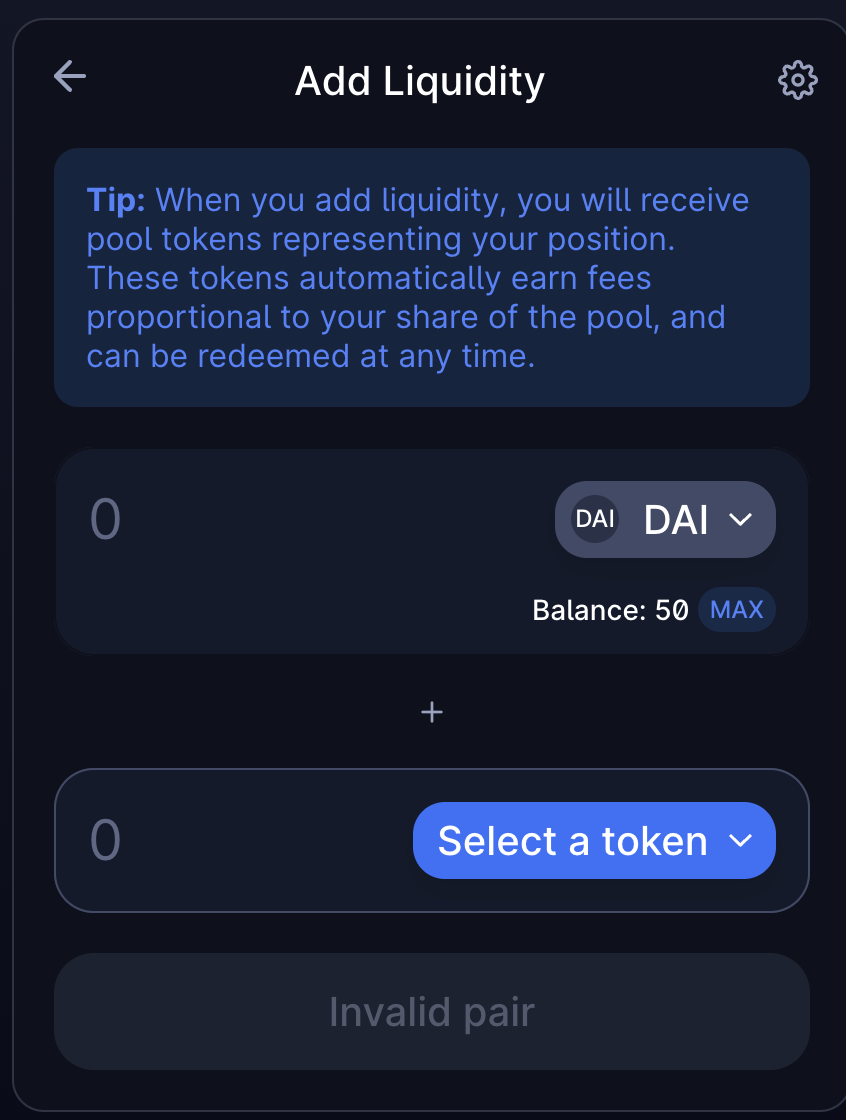 Add Liquidity
Tip: When you add liquidity, you will receive
pool tokens representing your position.
These tokens automatically earn fees
proportional to your share of the pool, and
can be redeemed at any time.
0 DAI DAI
Balance: 50 MAX
+
0 Select a token
Invalid pair